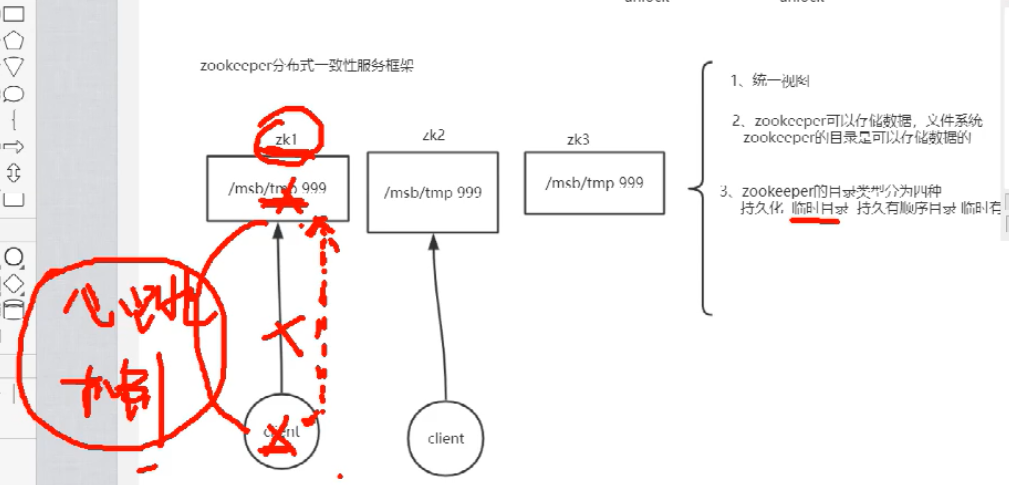 unlock unlock
zookeeper分布式一致性服务框架
zk1
/msb/tmp 999
zk2
/msb/tmp 999
zk3
/msb/tmp 999
client
client
1、统一视图
2、zookeeper可以存储数据，文件系统
zookeeper的目录是可以存储数据的
3、zookeeper的目录类型分为四种
持久化 临时目录 持久有顺序目录 临时有
心跳
机制